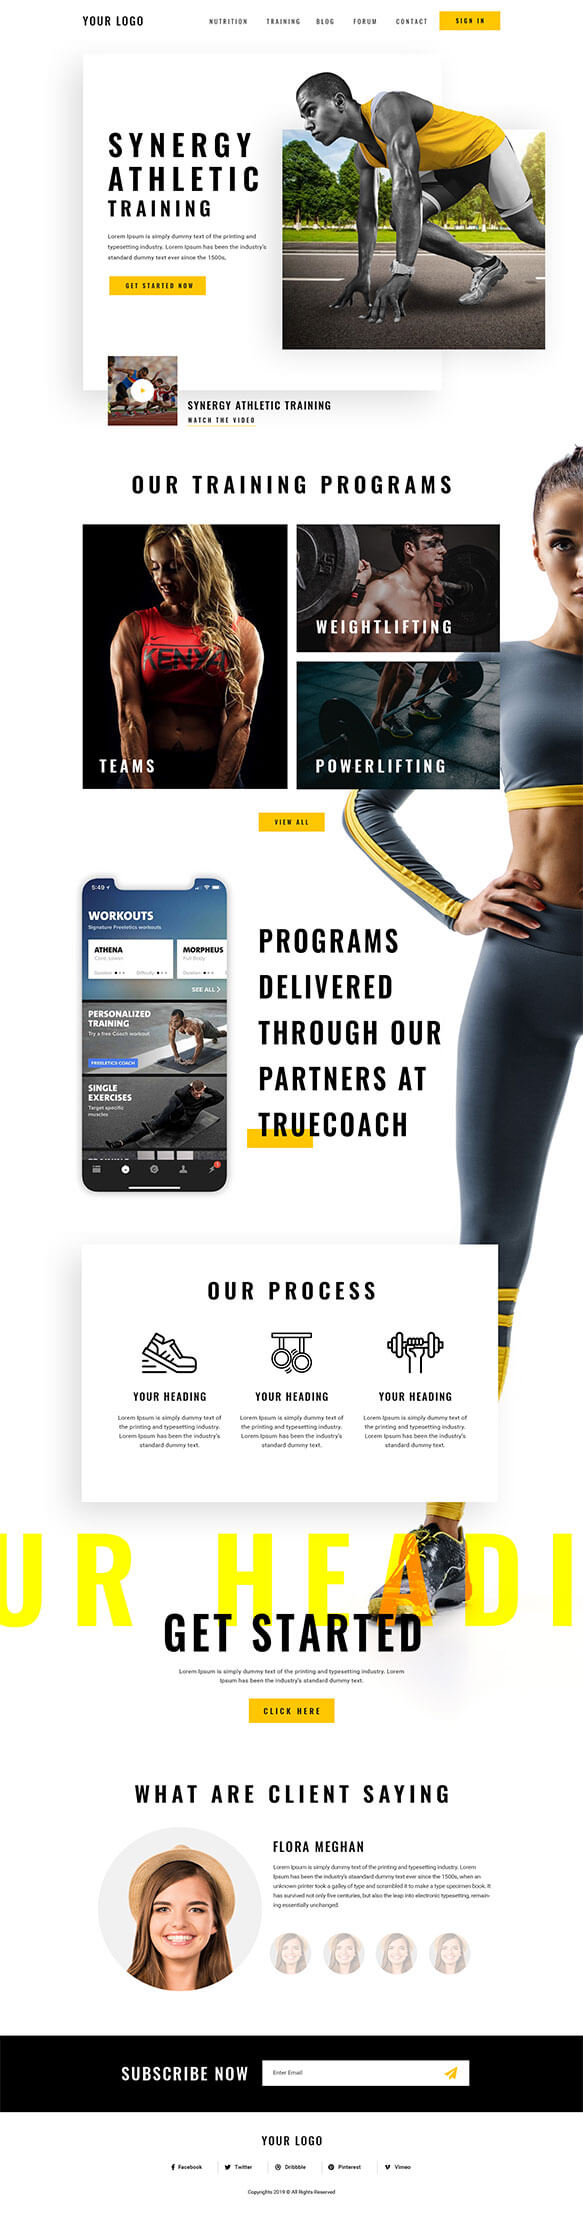 YOUR LOGO
NUTRITION TRAINING BLOG FORUM CONTACT SIGN IN
SYNERGY
ATHLETIC
TRAINING
Lorem Ipsum is simply dummy text of the printing and
typesetting industry. Lorem Ipsum has been the industry's
standard dummy text ever since the 1500s,
GET STARTED NOW
SYNERGY ATHLETIC TRAINING
WATCH THE VIDEO
OUR TRAINING PROGRAMS
KENYA
TEAMS
WEIGHTLIFTING
POWERLIFTING
VIEW ALL
5:49
WORKOUTS
Signature Freeletics workouts
ATHENA
Core, Lower
Duration Difficulty
MORPHEUS
Full Body
Duration
SEE ALL
PERSONALIZED
TRAINING
Try a free Coach workout
FREELETICS COACH
SINGLE
EXERCISES
Target specific
muscles
PROGRAMS
DELIVERED
THROUGH OUR
PARTNERS AT
TRUECOACH
OUR PROCESS
YOUR HEADING
Lorem Ipsum is simply dummy text of
the printing and typesetting industry.
Lorem Ipsum has been the industry's
standard dummy text.
YOUR HEADING
Lorem Ipsum is simply dummy text of
the printing and typesetting industry.
Lorem Ipsum has been the industry's
standard dummy text.
YOUR HEADING
Lorem Ipsum is simply dummy text of
the printing and typesetting industry.
Lorem Ipsum has been the industry's
standard dummy text.
UR HEADI
GET STARTED
Lorem Ipsum is simply dummy text of the printing and typesetting industry. Lorem
Ipsum has been the industry's standard dummy text.
CLICK HERE
WHAT ARE CLIENT SAYING
FLORA MEGHAN
Lorem Ipsum is simply dummy text of the printing and typesetting industry. Lorem
Ipsum has been the industry's staandard dummy text ever since the 1500s, when an
unknown printer took a galley of type and scrambled it to make a type specimen book. It
has survived not only five centuries, but also the leap into electronic typesetting, remain-
ing essentially unchanged.
SUBSCRIBE NOW
Enter Email
YOUR LOGO
Facebook Twitter Dribbble Pinterest Vimeo
Copyrights 2019 © All Rights Reserved